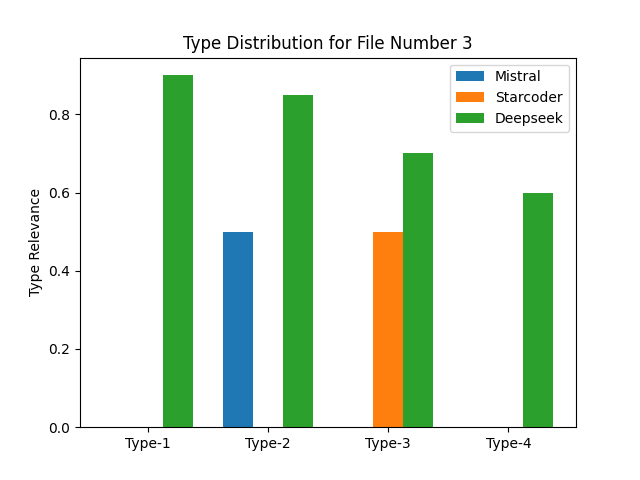 Type Distribution for File Number 3
Mistral
Starcoder
Deepseek
Type Relevance
0.8
0.6
0.4
0.2
0.0
Type-1 Type-2 Type-3 Type-4